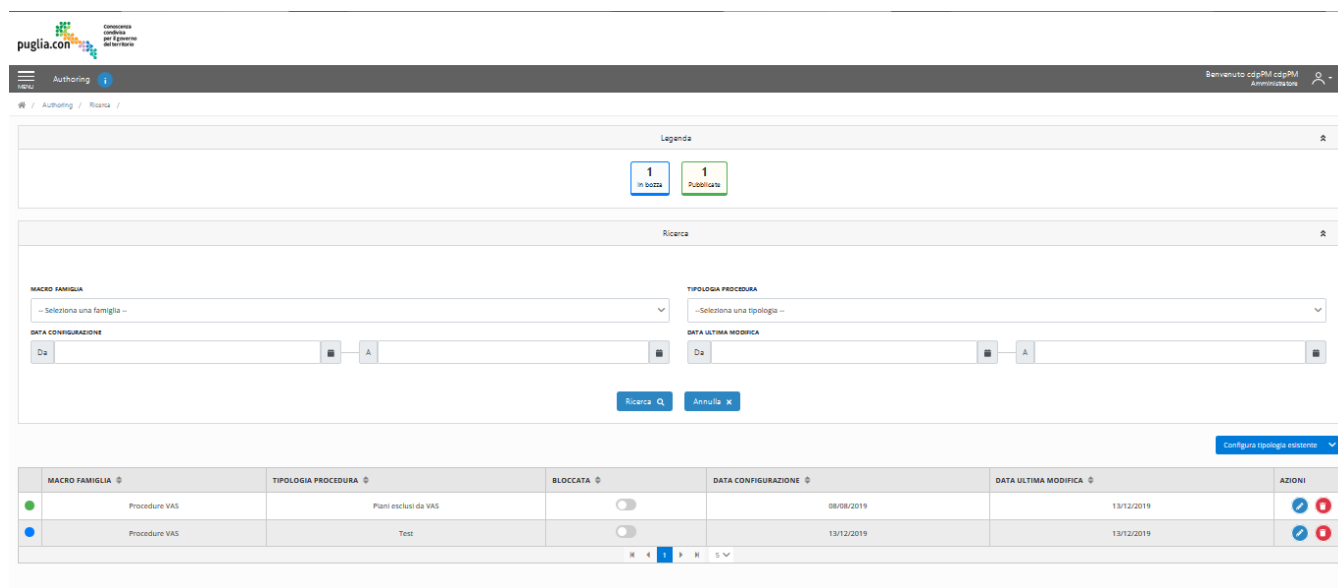 puglia.con
Conoscenza
condivisa
per il governo
del territorio
MENU
Authoring i
Benvenuto cdpPM cdpPM
Amministratore
/ Authoring / Ricerca /
Legenda
1
In bozza
1
Pubblicate
Ricerca
MACRO FAMIGLIA
TIPOLOGIA PROCEDURA
-- Seleziona una famiglia --
--Seleziona una tipologia --
DATA CONFIGURAZIONE
DATA ULTIMA MODIFICA
Da A Da A
Ricerca Annulla
Configura tipologia esistente
MACRO FAMIGLIA TIPOLOGIA PROCEDURA BLOCCATA DATA CONFIGURAZIONE DATA ULTIMA MODIFICA AZIONI
Procedure VAS Piani esclusi da VAS 08/08/2019 13/12/2019
Procedure VAS Test 13/12/2019 13/12/2019
1 5